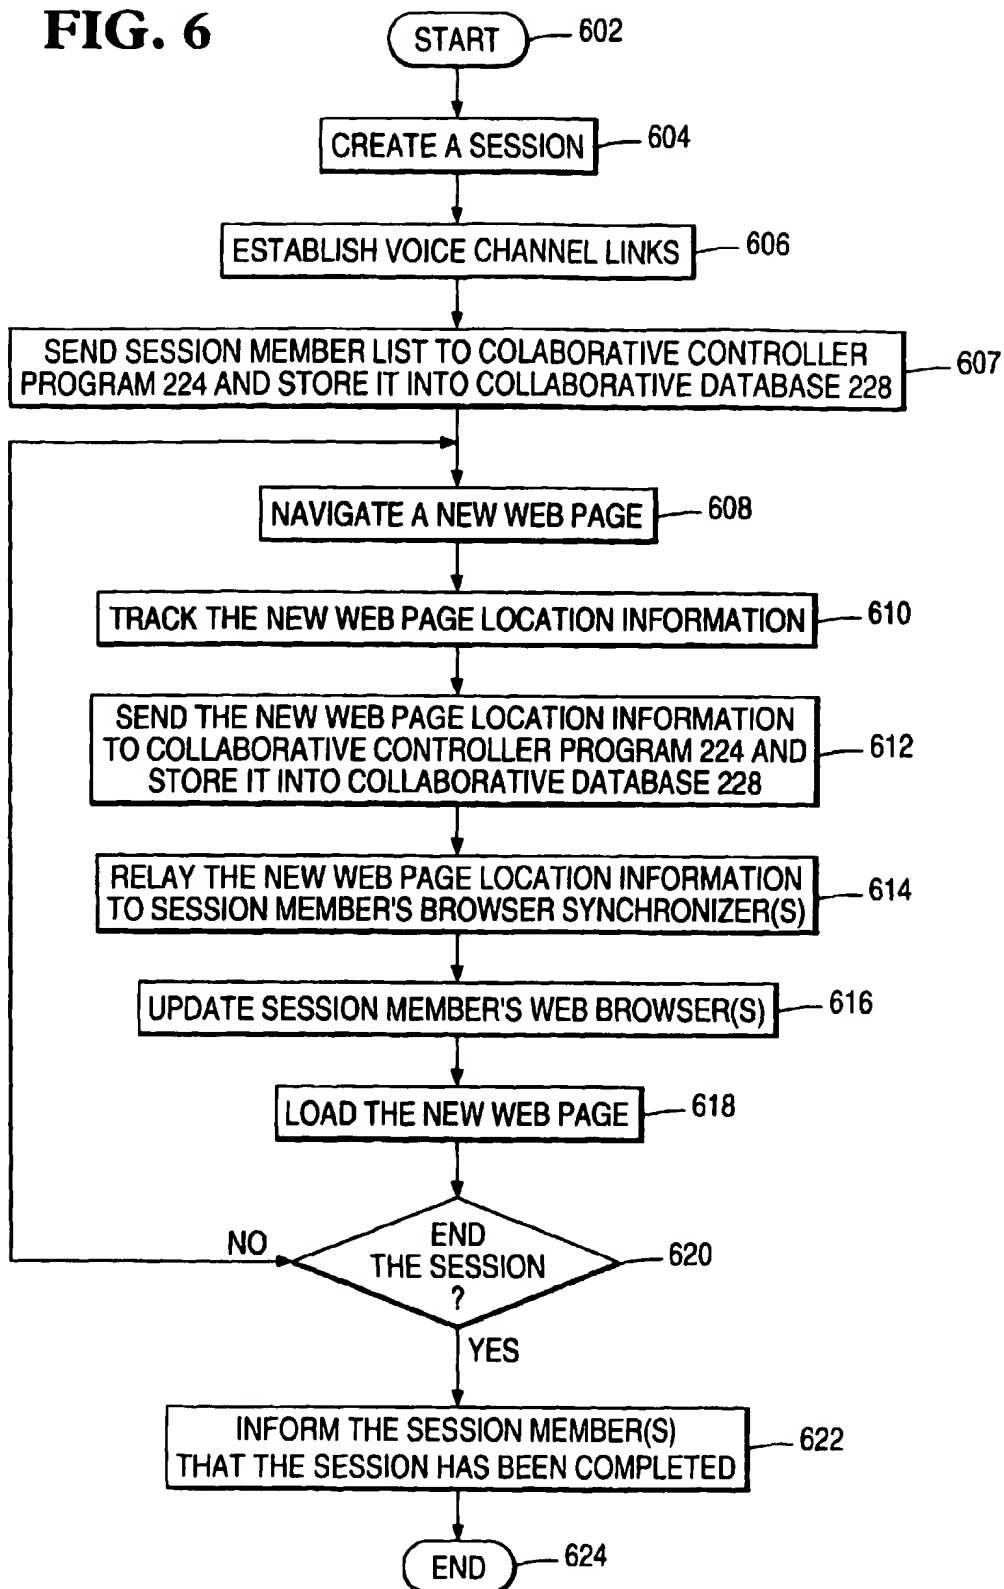 FIG. 6
START
602
CREATE A SESSION
604
ESTABLISH VOICE CHANNEL LINKS
606
SEND SESSION MEMBER LIST TO COLABORATIVE CONTROLLER
PROGRAM 224 AND STORE IT INTO COLLABORATIVE DATABASE 228
607
NAVIGATE A NEW WEB PAGE
608
TRACK THE NEW WEB PAGE LOCATION INFORMATION
610
SEND THE NEW WEB PAGE LOCATION INFORMATION
TO COLLABORATIVE CONTROLLER PROGRAM 224 AND
STORE IT INTO COLLABORATIVE DATABASE 228
612
RELAY THE NEW WEB PAGE LOCATION INFORMATION
TO SESSION MEMBER'S BROWSER SYNCHRONIZER(S)
614
UPDATE SESSION MEMBER'S WEB BROWSER(S)
616
LOAD THE NEW WEB PAGE
618
NO
END
THE SESSION
?
620
YES
INFORM THE SESSION MEMBER(S)
THAT THE SESSION HAS BEEN COMPLETED
622
END
624